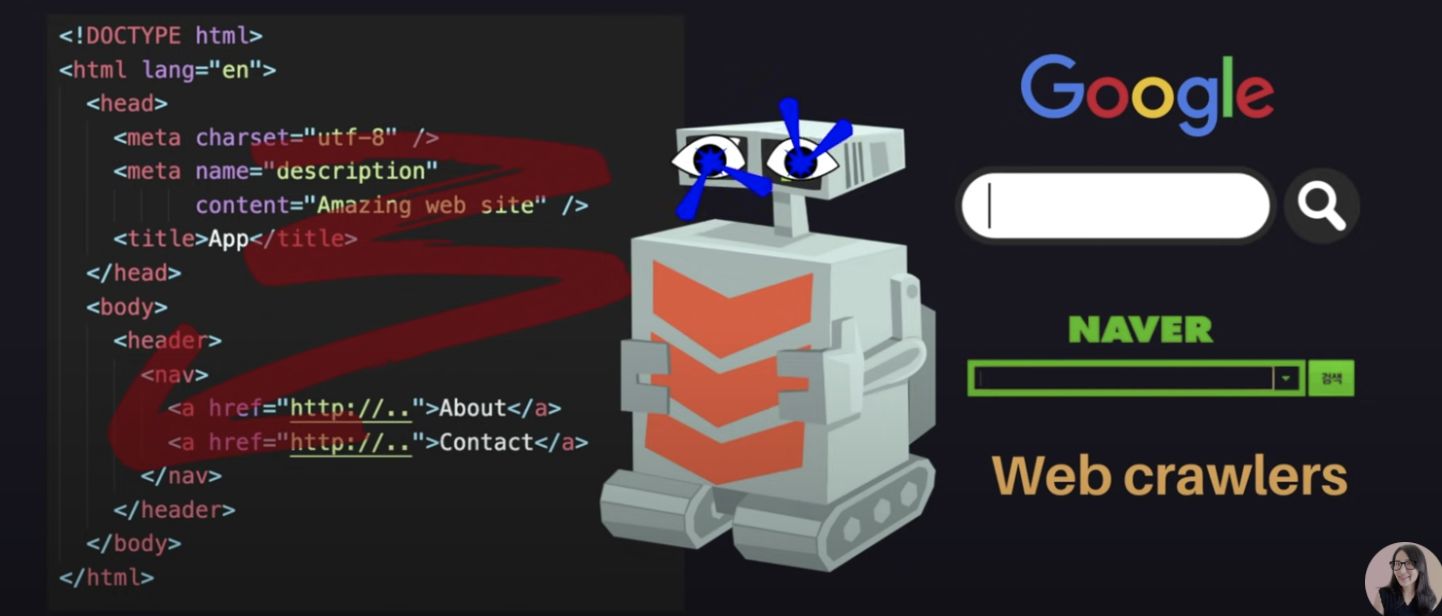 <!DOCTYPE html>
<html lang="en">
<head>
<meta charset="utf-8" />
<meta name="description"
content="Amazing web site" />
<title>App</title>
</head>
<body>
<header>
<nav>
<a href="http://..">About</a>
<a href="http://..">Contact</a>
</nav>
</header>
</body>
</html>
Google
NAVER
검색
Web crawlers